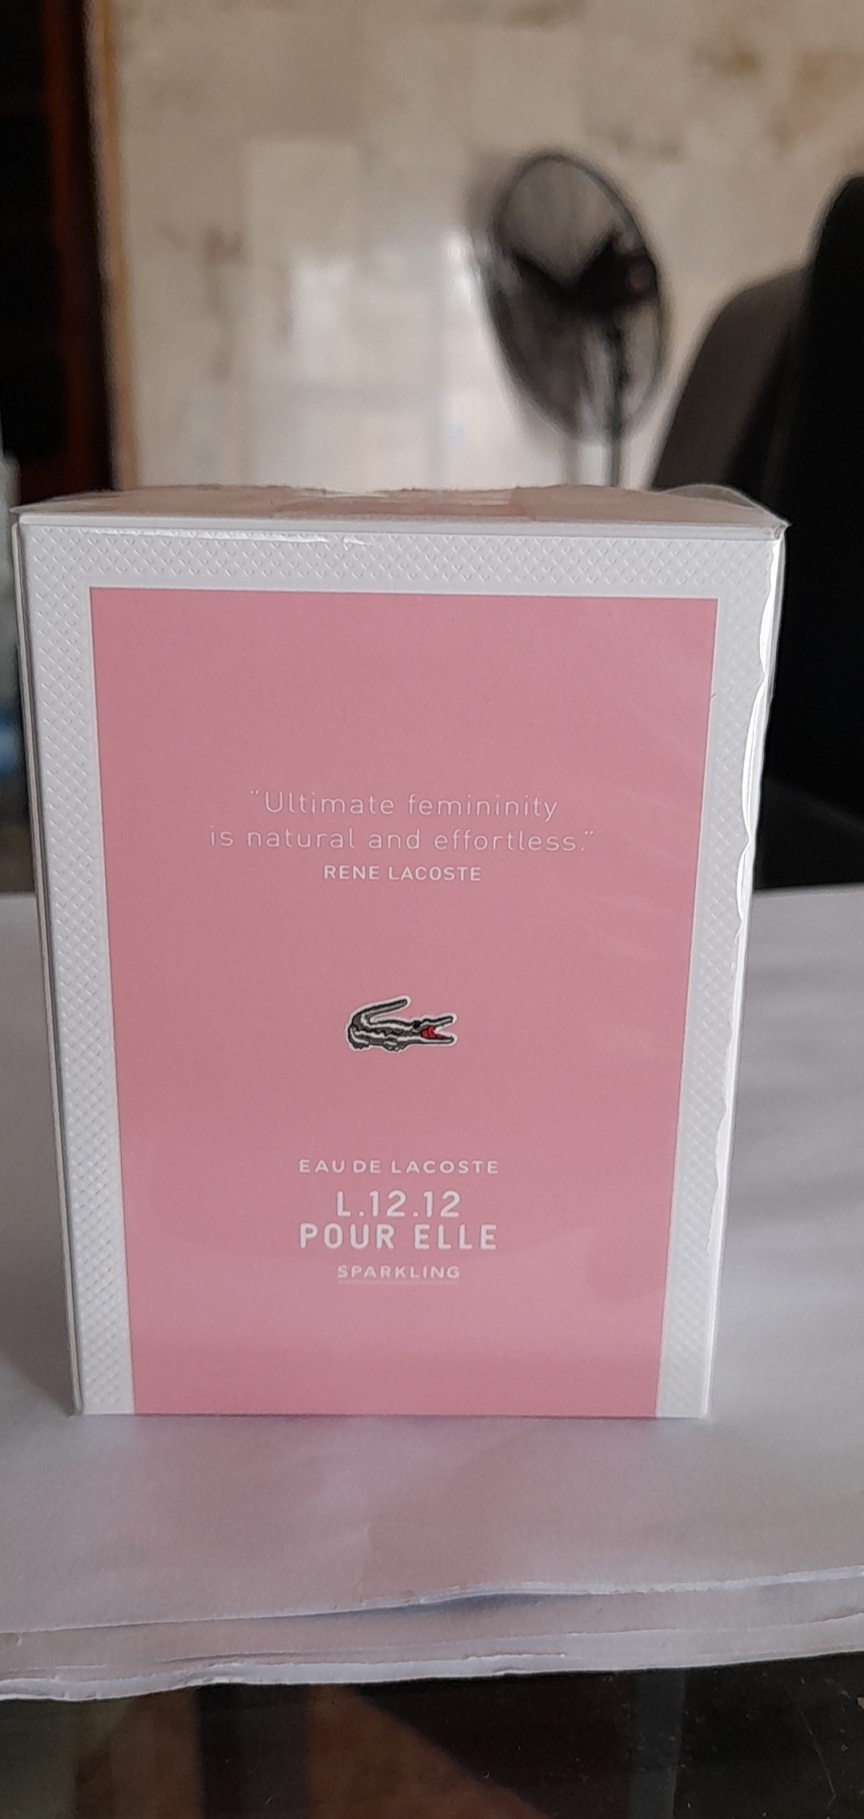 "Ultimate femininity
is natural and effortless."
RENE LACOSTE
EAU DE LACOSTE
L.12.12
POUR ELLE
SPARKLING